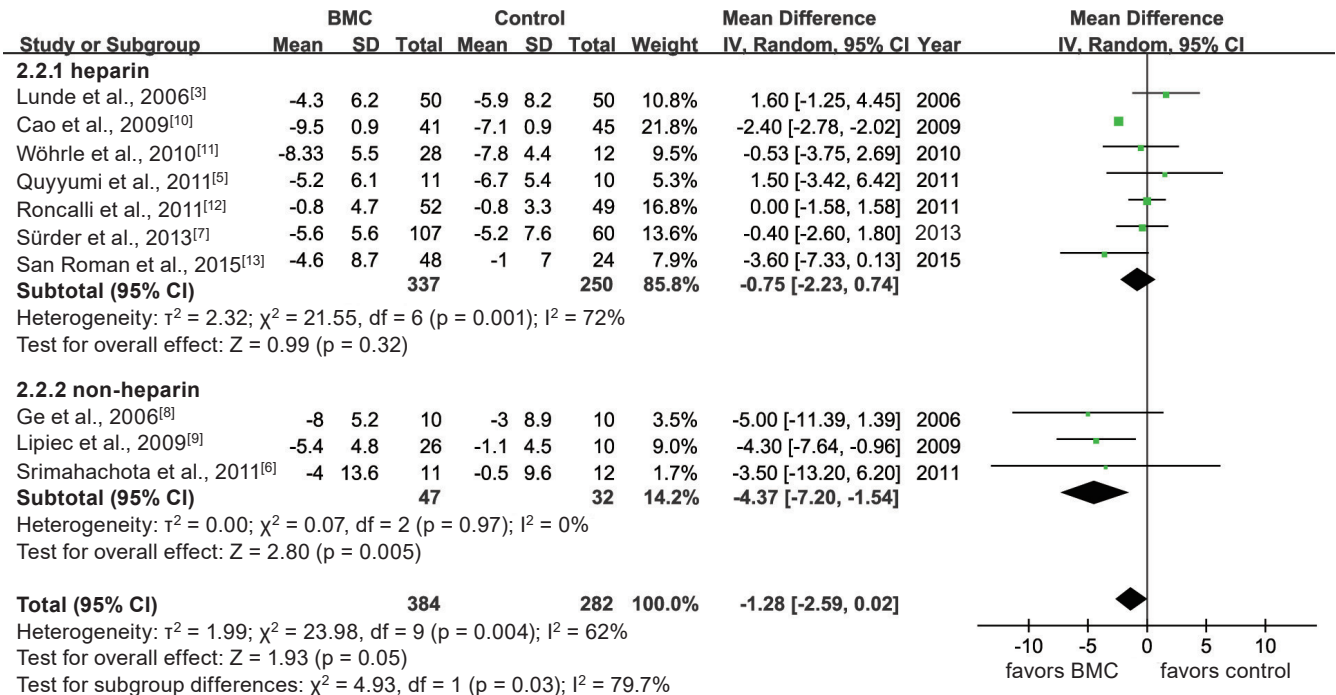 BMC Control Mean Difference Mean Difference
Study or Subgroup Mean SD Total Mean SD Total Weight IV, Random, 95% CI Year IV, Random, 95% CI
2.2.1 heparin
Lunde et al., 2006[3] -4.3 6.2 50 -5.9 8.2 50 10.8% 1.60 [-1.25, 4.45] 2006
Cao et al., 2009[10] -9.5 0.9 41 -7.1 0.9 45 21.8% -2.40 [-2.78, -2.02] 2009
Wöhrle et al., 2010[11] -8.33 5.5 28 -7.8 4.4 12 9.5% -0.53 [-3.75, 2.69] 2010
Quyyumi et al., 2011[5] -5.2 6.1 11 -6.7 5.4 10 5.3% 1.50 [-3.42, 6.42] 2011
Roncalli et al., 2011[12] -0.8 4.7 52 -0.8 3.3 49 16.8% 0.00 [-1.58, 1.58] 2011
Sürder et al., 2013[7] -5.6 5.6 107 -5.2 7.6 60 13.6% -0.40 [-2.60, 1.80] 2013
San Roman et al., 2015[13] -4.6 8.7 48 -1 7 24 7.9% -3.60 [-7.33, 0.13] 2015
Subtotal (95% CI) 337 250 85.8% -0.75 [-2.23, 0.74]
Heterogeneity: τ² = 2.32; χ² = 21.55, df = 6 (p = 0.001); I² = 72%
Test for overall effect: Z = 0.99 (p = 0.32)
2.2.2 non-heparin
Ge et al., 2006[8] -8 5.2 10 -3 8.9 10 3.5% -5.00 [-11.39, 1.39] 2006
Lipiec et al., 2009[9] -5.4 4.8 26 -1.1 4.5 10 9.0% -4.30 [-7.64, -0.96] 2009
Srimahachota et al., 2011[6] -4 13.6 11 -0.5 9.6 12 1.7% -3.50 [-13.20, 6.20] 2011
Subtotal (95% CI) 47 32 14.2% -4.37 [-7.20, -1.54]
Heterogeneity: τ² = 0.00; χ² = 0.07, df = 2 (p = 0.97); I² = 0%
Test for overall effect: Z = 2.80 (p = 0.005)
Total (95% CI) 384 282 100.0% -1.28 [-2.59, 0.02]
Heterogeneity: τ² = 1.99; χ² = 23.98, df = 9 (p = 0.004); I² = 62%
Test for overall effect: Z = 1.93 (p = 0.05)
Test for subgroup differences: χ² = 4.93, df = 1 (p = 0.03); I² = 79.7%
-10 -5 0 5 10
favors BMC favors control